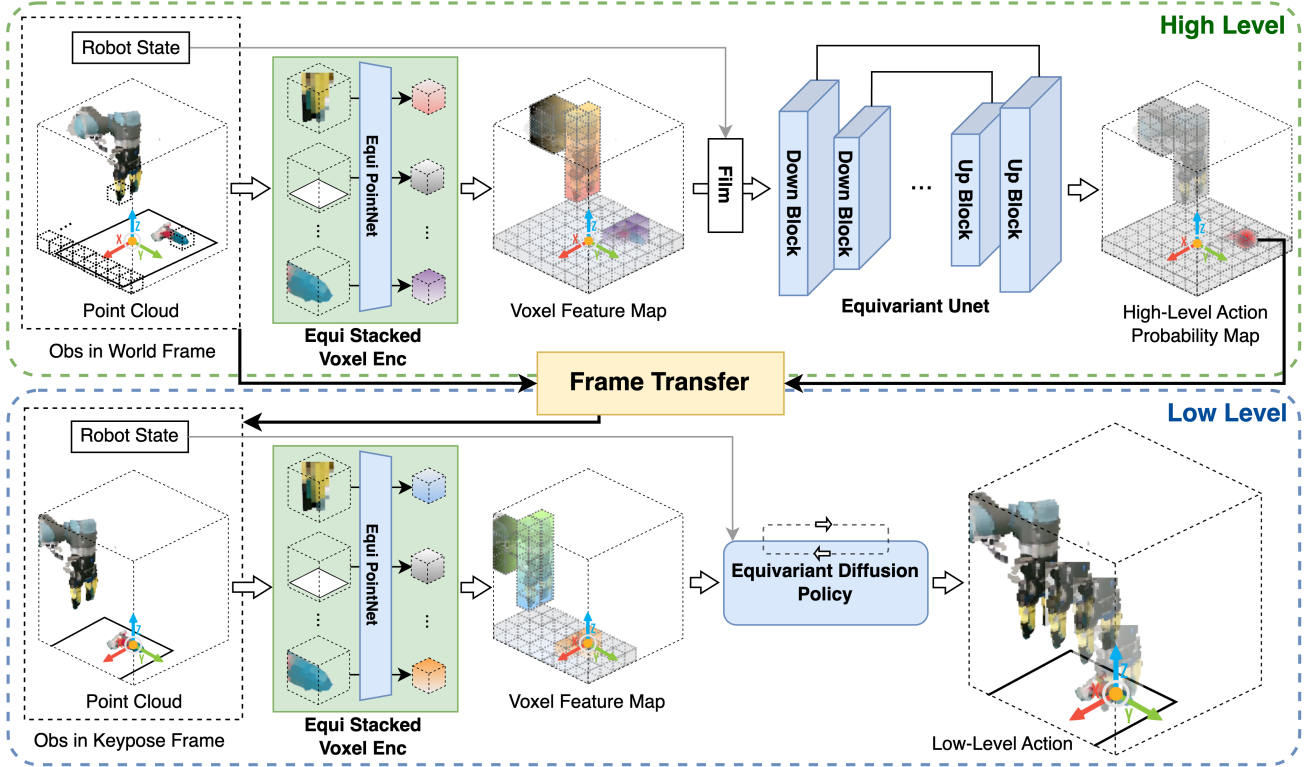 High Level
Robot State
Point Cloud
Obs in World Frame
Equi PointNet
Equi Stacked
Voxel Enc
Z
X
Y
Voxel Feature Map
Film
Down Block
Down Block
...
Up Block
Up Block
Equivariant Unet
Z
X
Y
High-Level Action
Probability Map
Z
X
Y
Frame Transfer
Low Level
Robot State
Z
X
Y
Point Cloud
Obs in Keypose Frame
Equi PointNet
Equi Stacked
Voxel Enc
Z
X
Y
Voxel Feature Map
Equivariant Diffusion
Policy
Z
X
Y
Low-Level Action